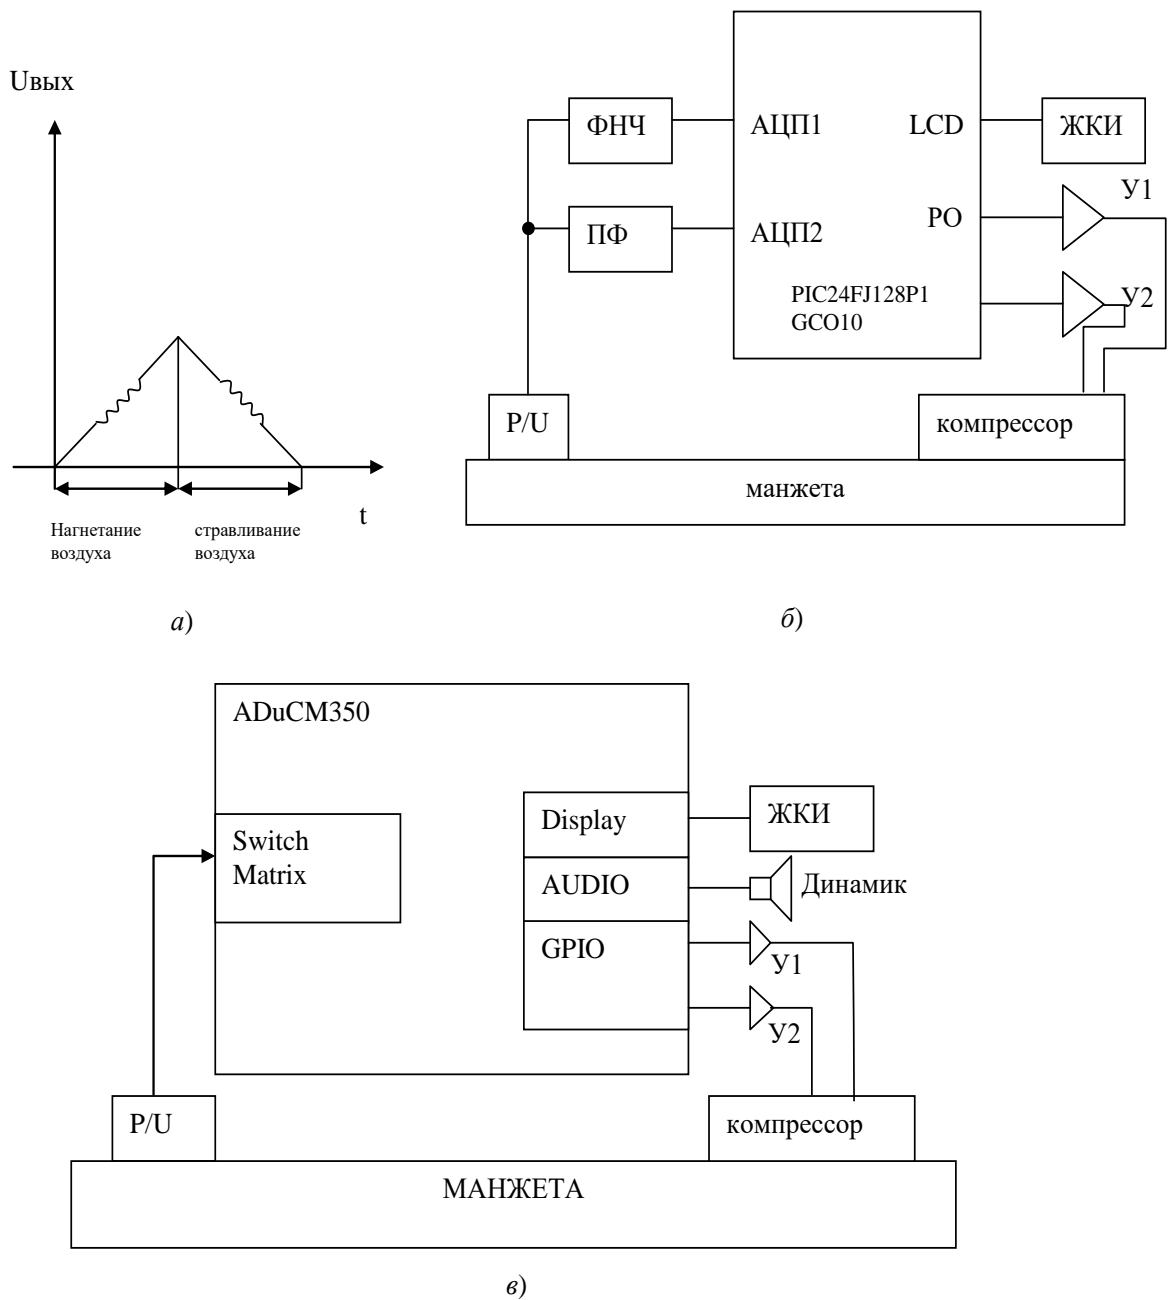 Uвых
t
Нагнетание
воздуха
стравливание
воздуха
а)
ФНЧ
ПФ
АЦП1
АЦП2
LCD
PO
PIC24FJ128P1
GCO10
ЖКИ
У1
У2
P/U
компрессор
манжета
б)
ADuCM350
Switch
Matrix
Display
AUDIO
GPIO
ЖКИ
Динамик
У1
У2
P/U
компрессор
МАНЖЕТА
в)